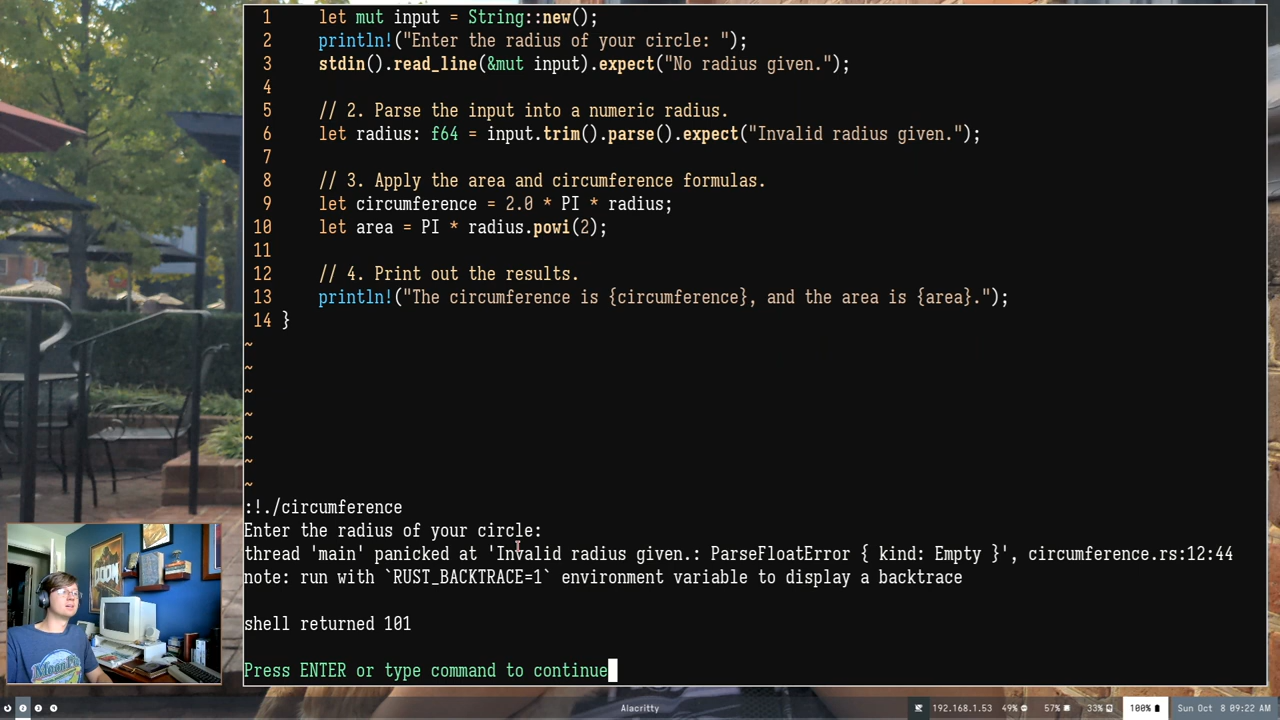 1 let mut input = String::new();
2 println!("Enter the radius of your circle: ");
3 stdin().read_line(&mut input).expect("No radius given.");
4
5 // 2. Parse the input into a numeric radius.
6 let radius: f64 = input.trim().parse().expect("Invalid radius given.");
7
8 // 3. Apply the area and circumference formulas.
9 let circumference = 2.0 * PI * radius;
10 let area = PI * radius.powi(2);
11
12 // 4. Print out the results.
13 println!("The circumference is {circumference}, and the area is {area}.");
14 }
~
~
~
~
~
~
~
:!./circumference
Enter the radius of your circle:
thread 'main' panicked at 'Invalid radius given.: ParseFloatError { kind: Empty }', circumference.rs:12:44
note: run with `RUST_BACKTRACE=1` environment variable to display a backtrace
shell returned 101
Press ENTER or type command to continue
DOOM
Alacritty
192.168.1.53 49% 57% 33% 100% Sun Oct 8 09:22 AM